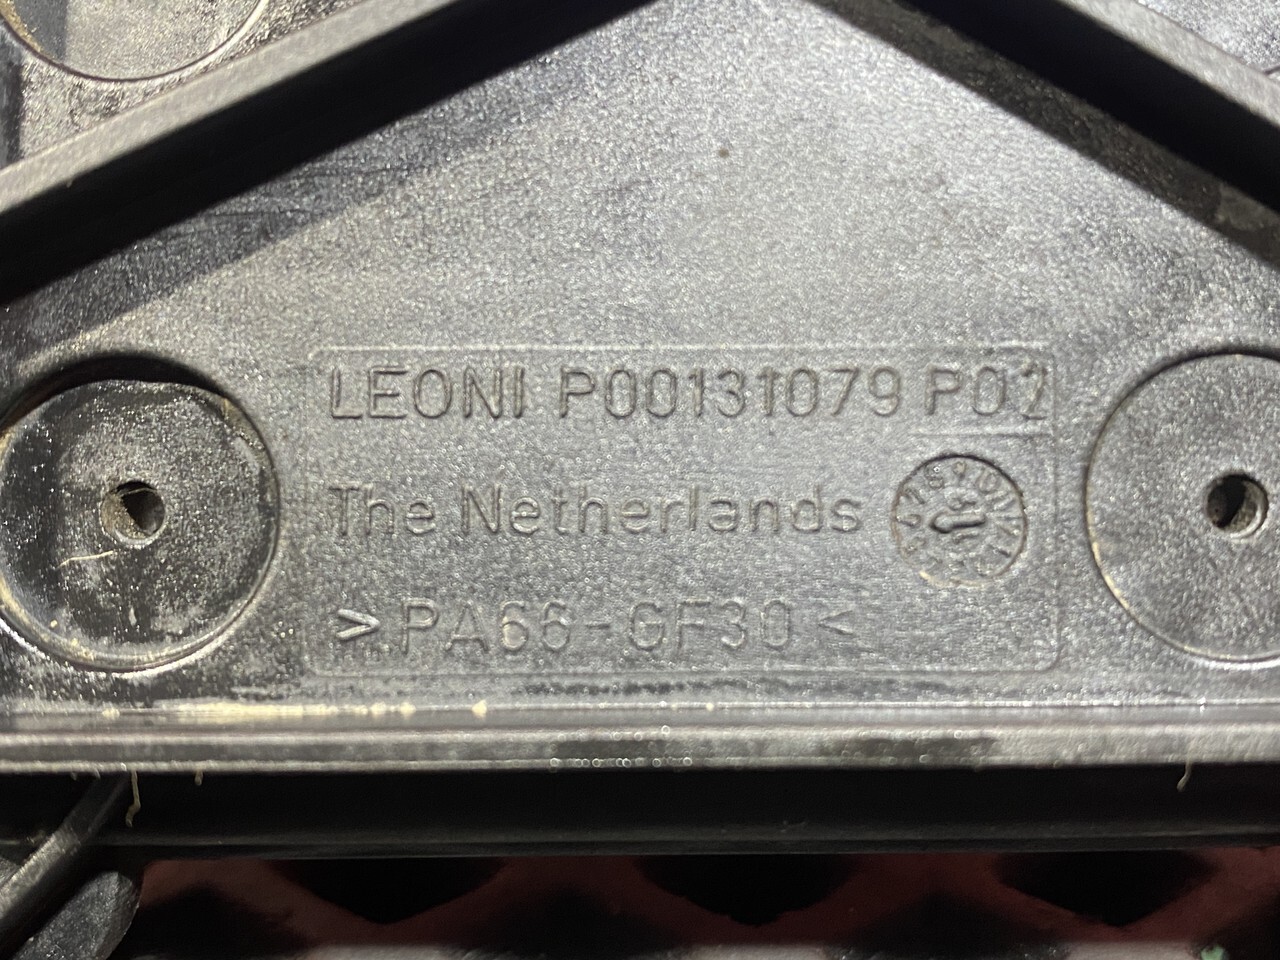 LEONI P00131079 P02
The Netherlands
>PA66-GF30<